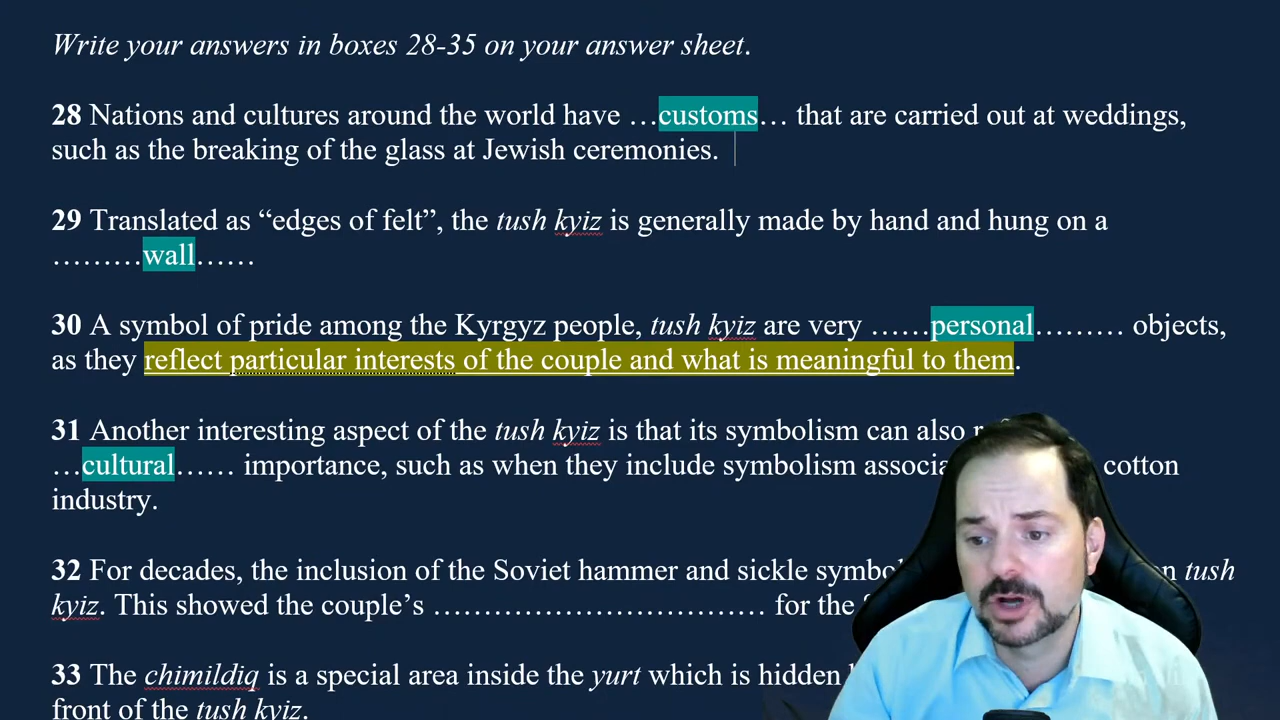 Write your answers in boxes 28-35 on your answer sheet.
28 Nations and cultures around the world have …customs… that are carried out at weddings,
such as the breaking of the glass at Jewish ceremonies.
29 Translated as “edges of felt”, the tush kyiz is generally made by hand and hung on a
………wall……
30 A symbol of pride among the Kyrgyz people, tush kyiz are very ……personal……… objects,
as they reflect particular interests of the couple and what is meaningful to them.
31 Another interesting aspect of the tush kyiz is that its symbolism can also
…cultural…… importance, such as when they include symbolism cotton
industry.
32 For decades, the inclusion of the Soviet hammer and sickle tush
kyiz. This showed the couple’s …………………………… for the
33 The chimildiq is a special area inside the yurt which is hidden
front of the tush kyiz.